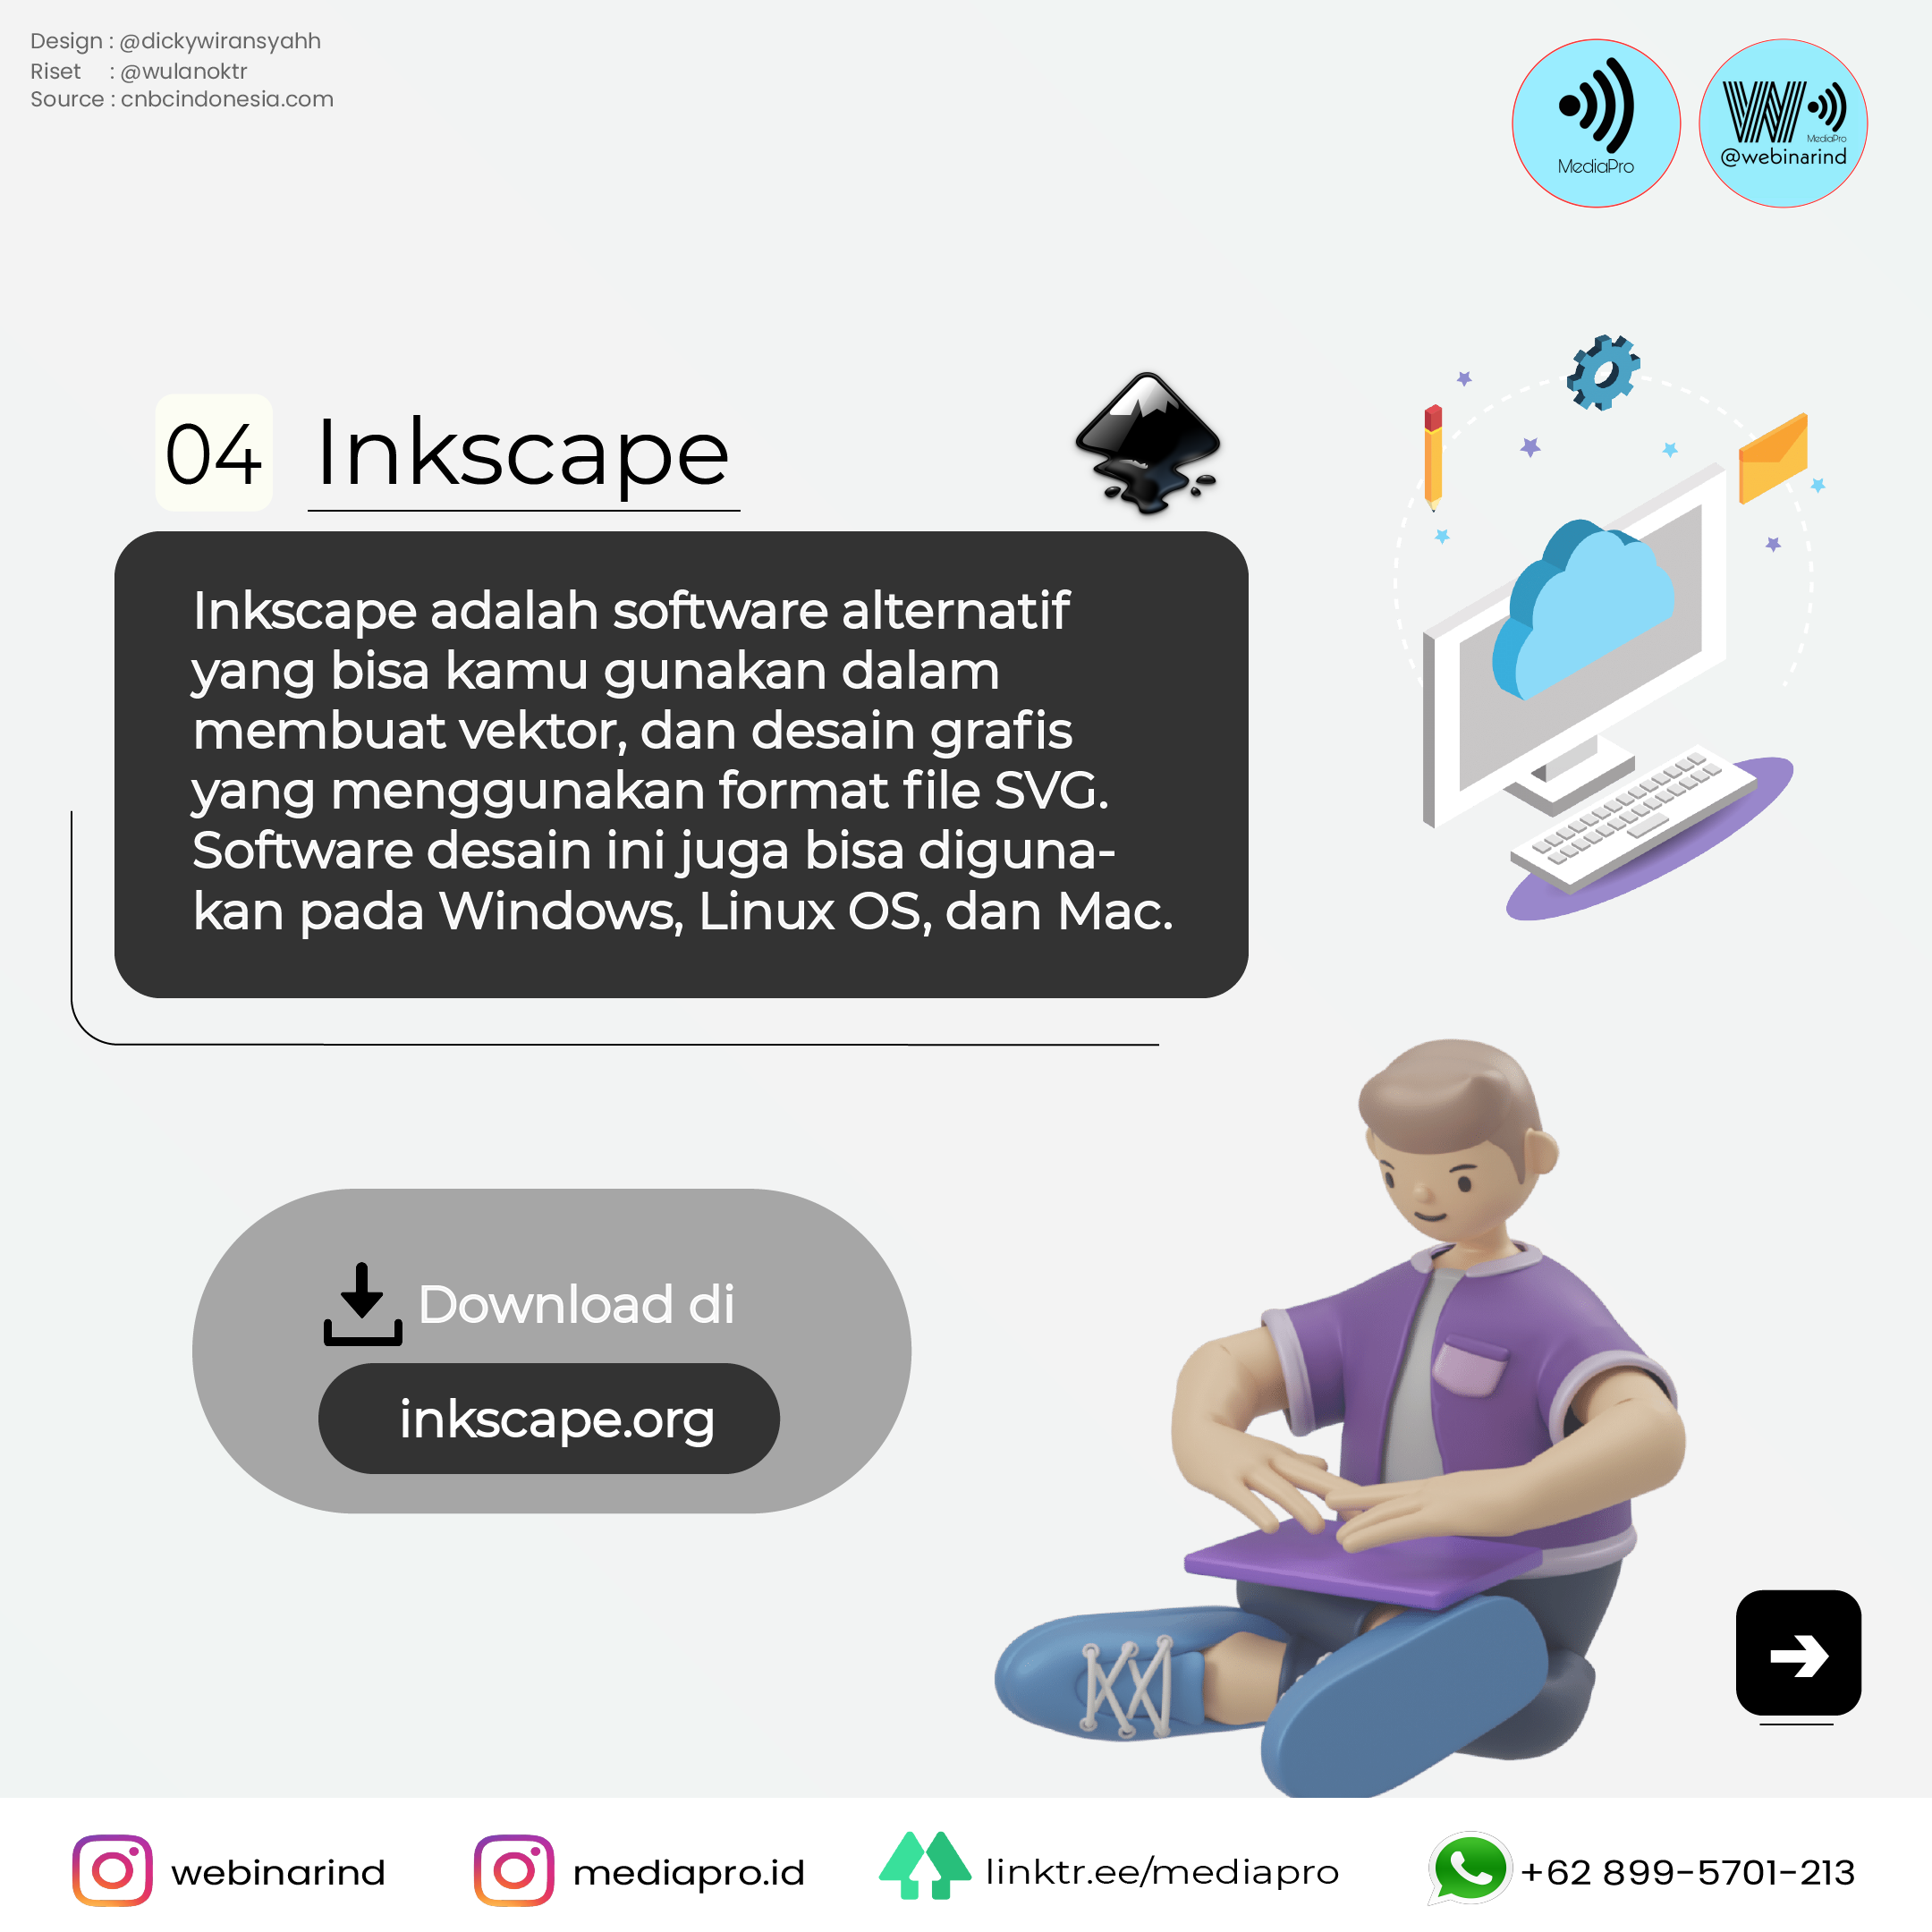 Design : @dickywiransyahh
Riset : @wulanoktr
Source : cnbcindonesia.com
MediaPro
W MediaPro
@webinarind
04 Inkscape
Inkscape adalah software alternatif
yang bisa kamu gunakan dalam
membuat vektor, dan desain grafis
yang menggunakan format file SVG.
Software desain ini juga bisa diguna-
kan pada Windows, Linux OS, dan Mac.
Download di
inkscape.org
webinarind
mediapro.id
linktr.ee/mediapro
+62 899-5701-213